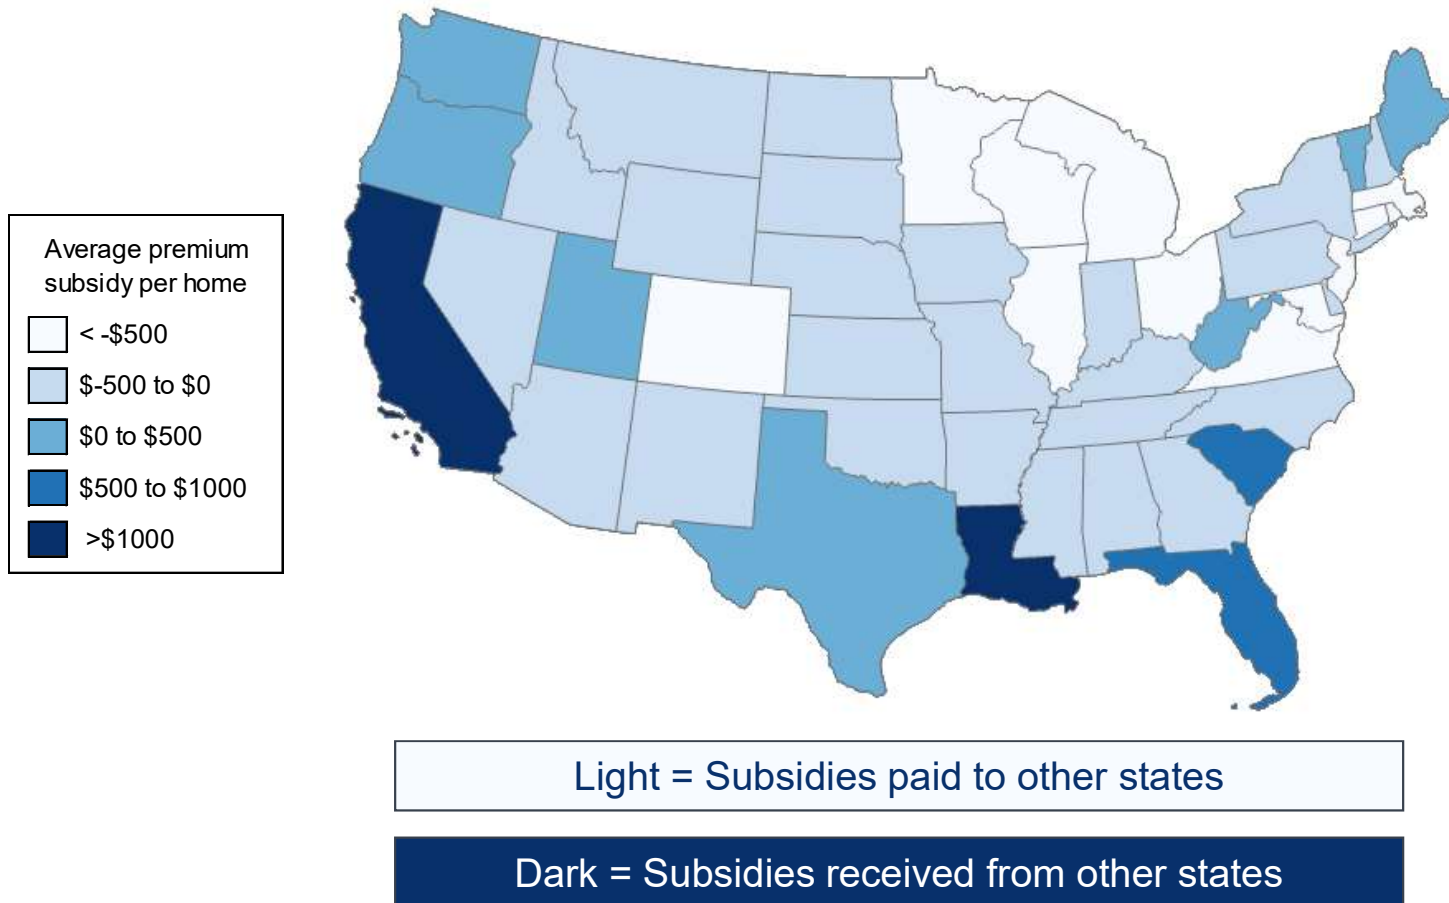 Average premium
subsidy per home
< -$500
$-500 to $0
$0 to $500
$500 to $1000
>$1000
Light = Subsidies paid to other states
Dark = Subsidies received from other states